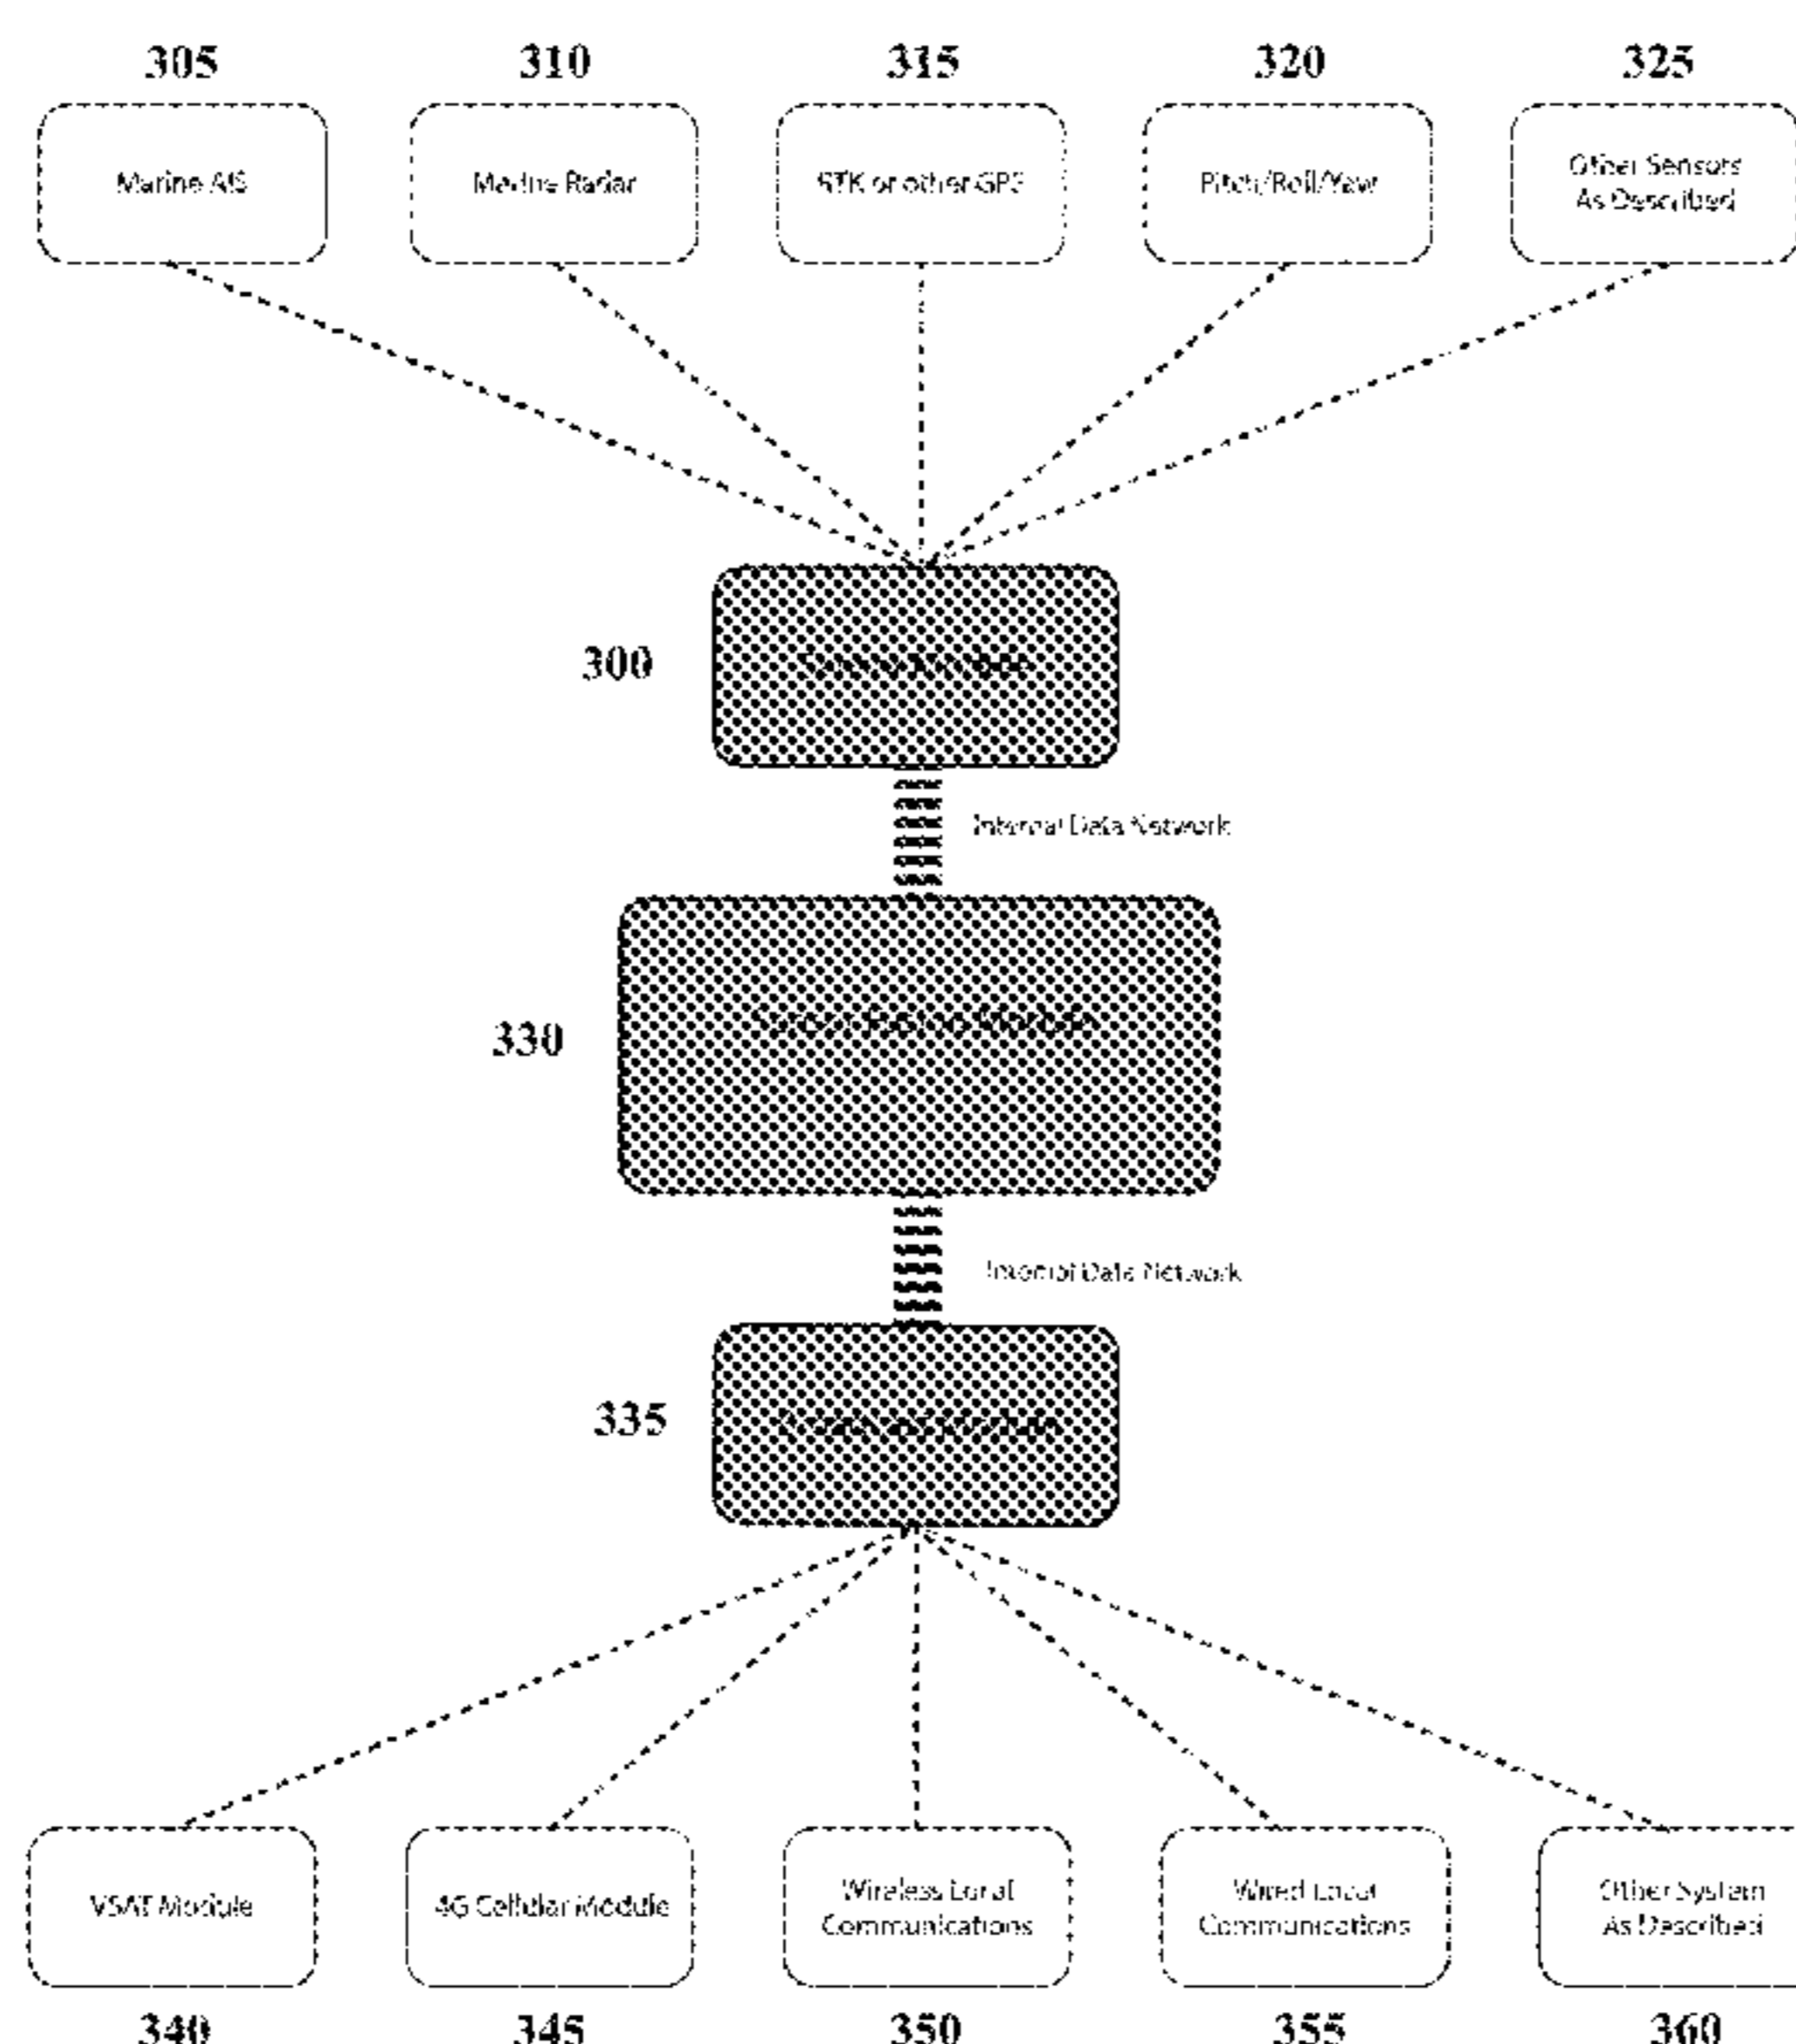 305
310
315
320
325
Marine AIS
Marine Radar
RTK or other GPS
Pitch/Roll/Yaw
Other Sensors
As Described
300
Internal Data Network
330
Internal Data Network
335
VSAT Module
4G Cellular Module
Wireless Local
Communications
Wired Local
Communications
Other System
As Described
340
345
350
355
360